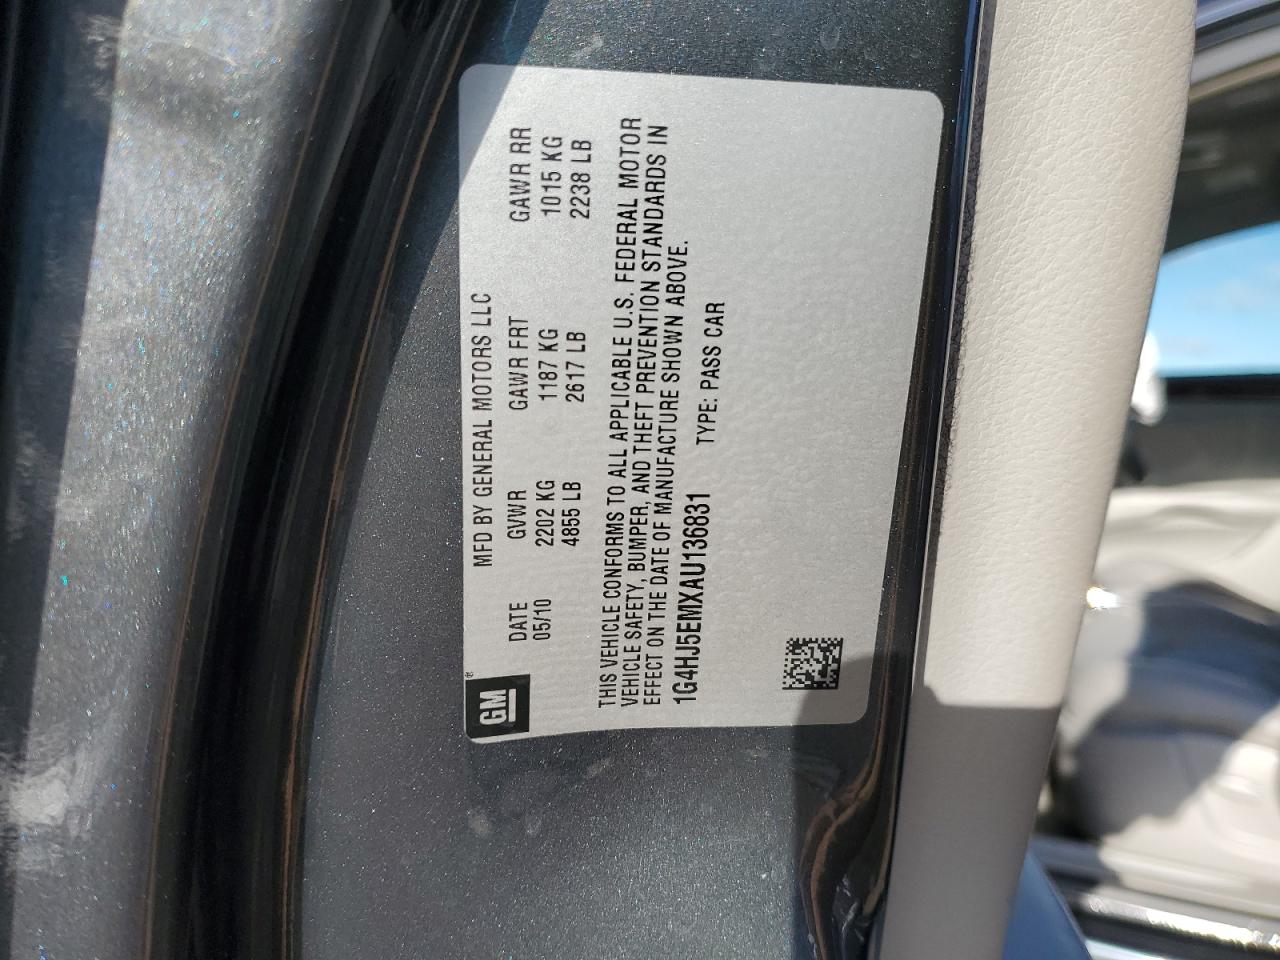 GM®
MFD BY GENERAL MOTORS LLC
DATE GVWR GAWR FRT GAWR RR
05/10 2202 KG 1187 KG 1015 KG
4855 LB 2617 LB 2238 LB
THIS VEHICLE CONFORMS TO ALL APPLICABLE U.S. FEDERAL MOTOR
VEHICLE SAFETY, BUMPER, AND THEFT PREVENTION STANDARDS IN
EFFECT ON THE DATE OF MANUFACTURE SHOWN ABOVE.
1G4HJ5EMXAU136831 TYPE: PASS CAR